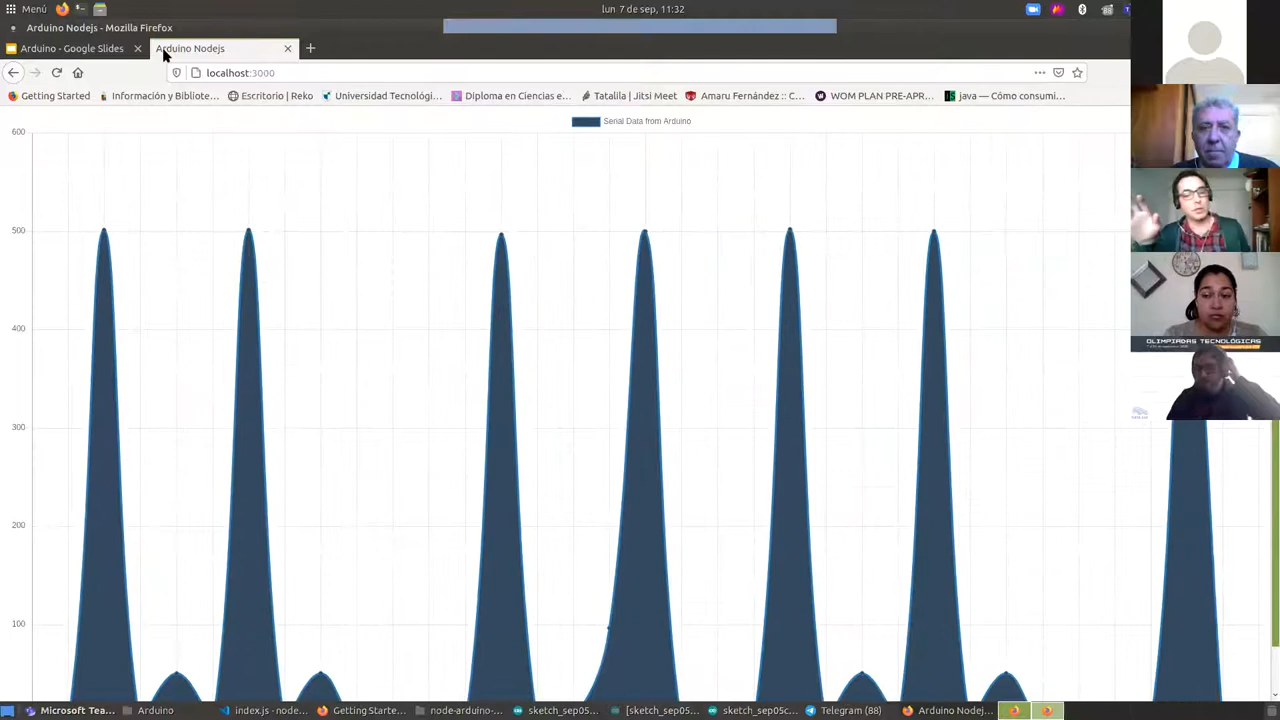 Menú
lun 7 de sep, 11:32
Arduino Nodejs - Mozilla Firefox
Arduino - Google Slides
Arduino Nodejs
localhost:3000
Getting Started
Información y Bibliote...
Escritorio | Reko
Universidad Tecnológi...
Diploma en Ciencias e...
Tatalila | Jitsi Meet
Amaru Fernández :: C...
WOM PLAN PRE-APR...
java — Cómo consumi...
Serial Data from Arduino
600
500
400
300
200
100
OLIMPIADAS TECNOLÓGICAS
Microsoft Tea...
Arduino
index.js - node...
Getting Starte...
node-arduino-...
sketch_sep05...
[sketch_sep05...
sketch_sep05c...
Telegram (88)
Arduino Nodej...